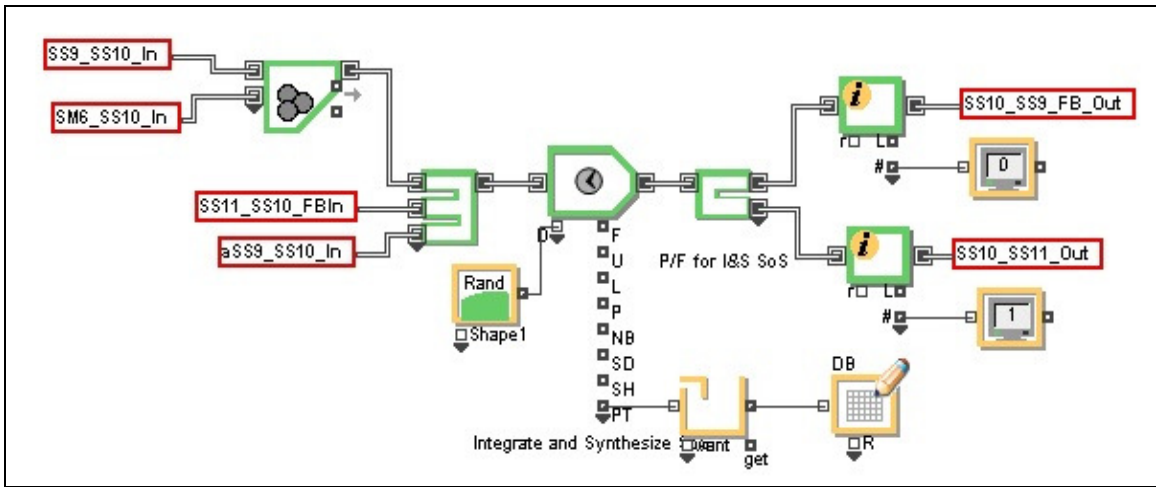 SS9_SS10_In
SM6_SS10_In
SS11_SS10_FBIn
aSS9_SS10_In
Rand
Shape1
D
F
U
L
P
NB
SD
SH
PT
Integrate and Synthesize
get
DB
R
P/F for I&S SoS
i
r
L
#
SS10_SS9_FB_Out
0
i
r
L
#
SS10_SS11_Out
1